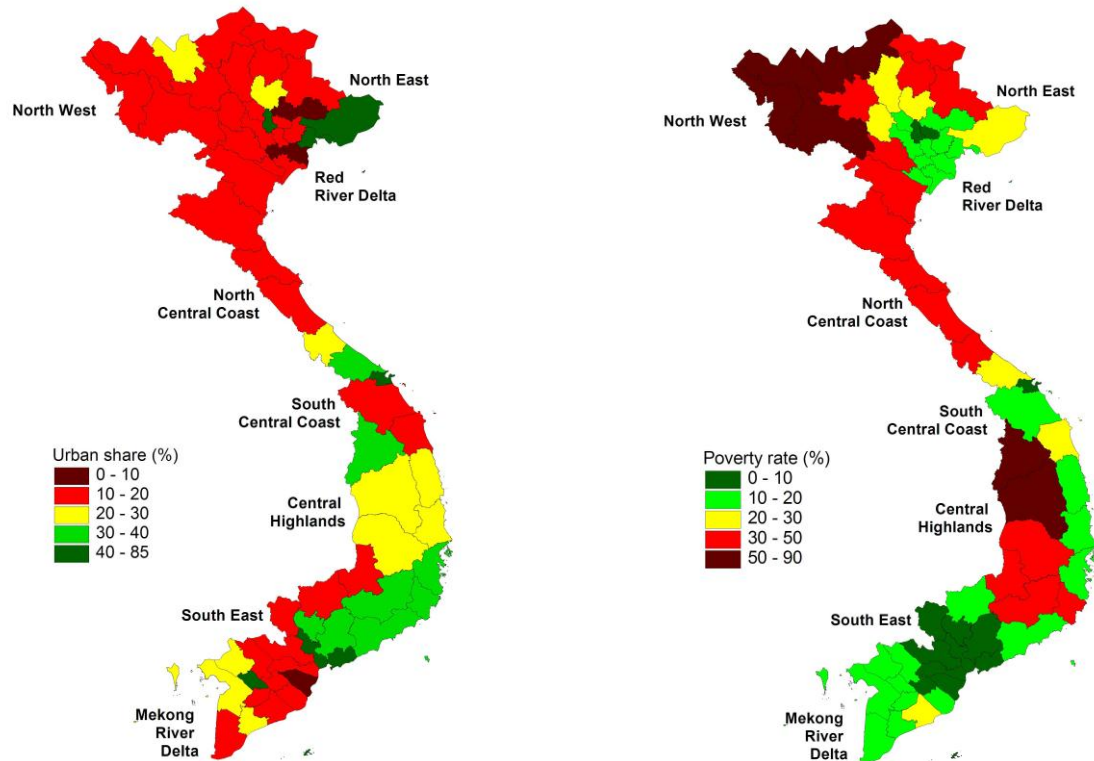 North East
North West
Red
River Delta
North
Central Coast
South
Central Coast
Urban share (%)
0 - 10
10 - 20
20 - 30
30 - 40
40 - 85
Central
Highlands
South East
Mekong
River
Delta
North East
North West
Red
River Delta
North
Central Coast
South
Central Coast
Poverty rate (%)
0 - 10
10 - 20
20 - 30
30 - 50
50 - 90
Central
Highlands
South East
Mekong
River
Delta